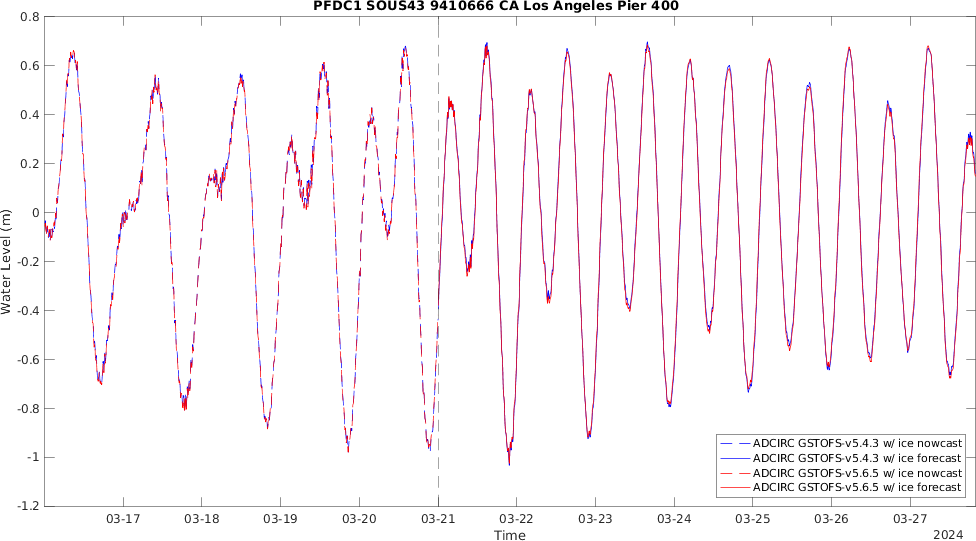 PFDC1 SOUS43 9410666 CA Los Angeles Pier 400
0.8
0.6
0.4
0.2
0
-0.2
-0.4
-0.6
-0.8
-1
-1.2
Water Level (m)
ADCIRC GSTOFS-v5.4.3 w/ ice nowcast
ADCIRC GSTOFS-v5.4.3 w/ ice forecast
ADCIRC GSTOFS-v5.6.5 w/ ice nowcast
ADCIRC GSTOFS-v5.6.5 w/ ice forecast
03-17 03-18 03-19 03-20 03-21 03-22 03-23 03-24 03-25 03-26 03-27
Time
2024